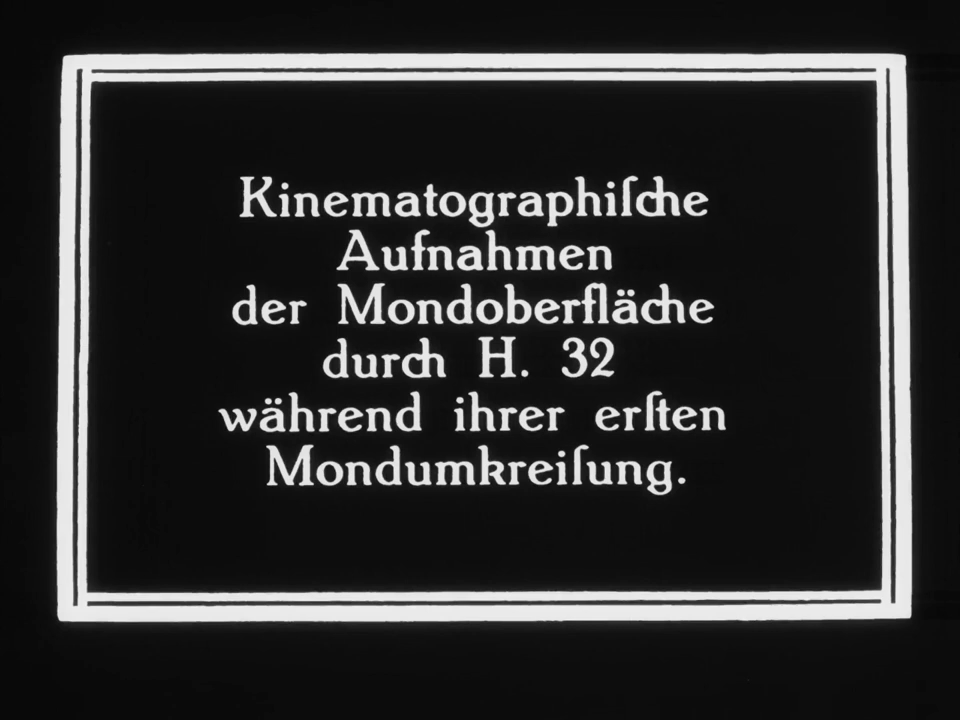 Kinematographiſche
Aufnahmen
der Mondoberfläche
durch H. 32
während ihrer erſten
Mondumkreiſung.